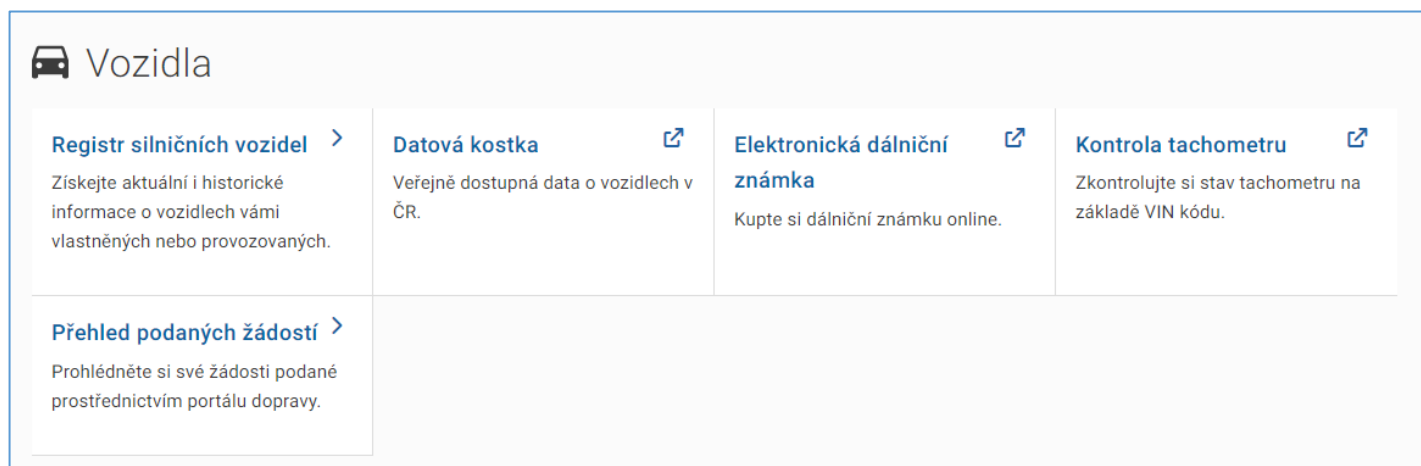 Vozidla
Registr silničních vozidel
Získejte aktuální i historické
informace o vozidlech vámi
vlastněných nebo provozovaných.
Datová kostka
Veřejně dostupná data o vozidlech v
ČR.
Elektronická dálniční
známka
Kupte si dálniční známku online.
Kontrola tachometru
Zkontrolujte si stav tachometru na
základě VIN kódu.
Přehled podaných žádostí
Prohlédněte si své žádosti podané
prostřednictvím portálu dopravy.